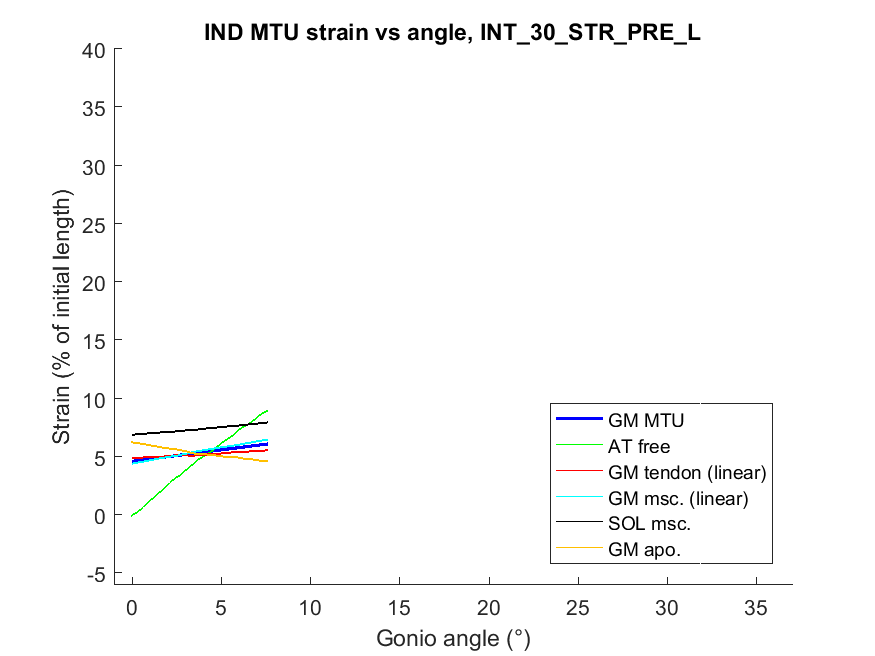 IND MTU strain vs angle, INT_30_STR_PRE_L
40
35
30
25
20
15
10
5
0
-5
Strain (% of initial length)
0 5 10 15 20 25 30 35
Gonio angle (°)
GM MTU
AT free
GM tendon (linear)
GM msc. (linear)
SOL msc.
GM apo.